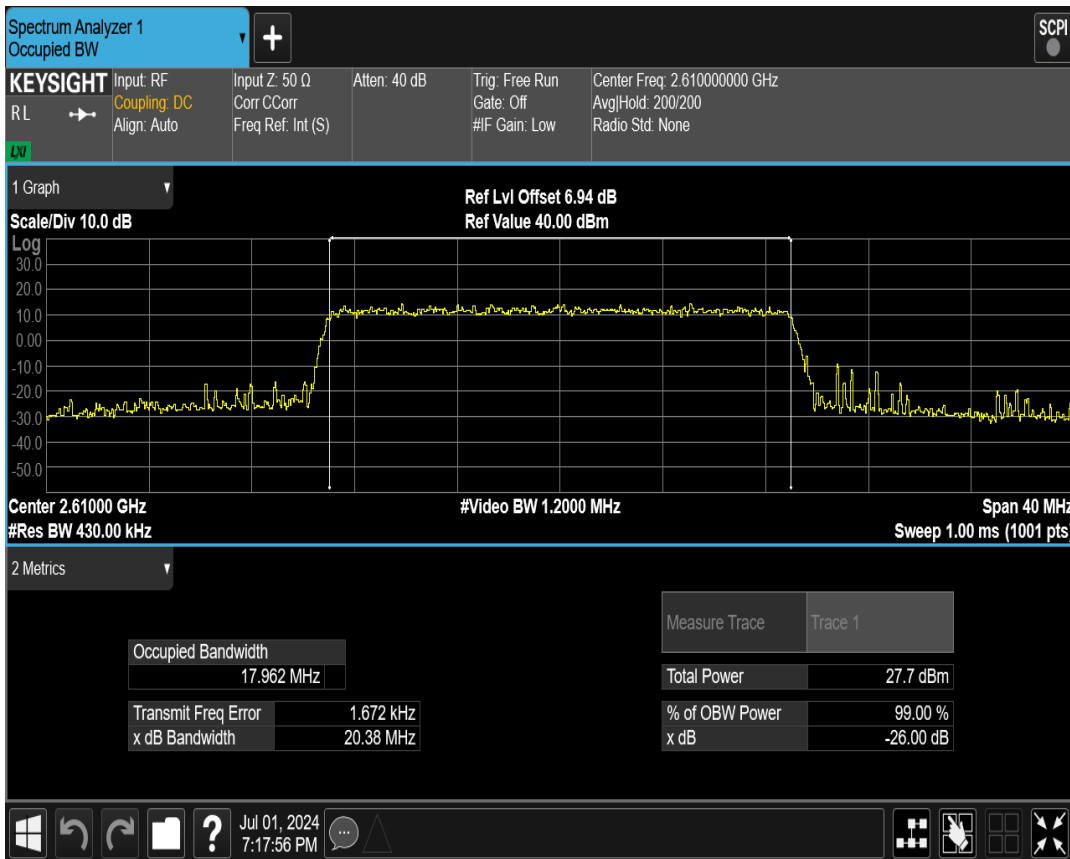 Spectrum Analyzer 1
Occupied BW
+
SCPI
KEYSIGHT
R L
LXI
Input: RF
Coupling: DC
Align: Auto
Input Z: 50 Ω
Corr CCorr
Freq Ref: Int (S)
Atten: 40 dB
Trig: Free Run
Gate: Off
#IF Gain: Low
Center Freq: 2.610000000 GHz
Avg|Hold: 200/200
Radio Std: None
1 Graph
Scale/Div 10.0 dB
Ref Lvl Offset 6.94 dB
Ref Value 40.00 dBm
Log
30.0
20.0
10.0
0.00
-10.0
-20.0
-30.0
-40.0
-50.0
Center 2.61000 GHz
#Video BW 1.2000 MHz
Span 40 MHz
#Res BW 430.00 kHz
Sweep 1.00 ms (1001 pts)
2 Metrics
Measure Trace Trace 1
Occupied Bandwidth
17.962 MHz
Total Power 27.7 dBm
Transmit Freq Error 1.672 kHz
% of OBW Power 99.00 %
x dB Bandwidth 20.38 MHz
x dB -26.00 dB
?
Jul 01, 2024
7:17:56 PM